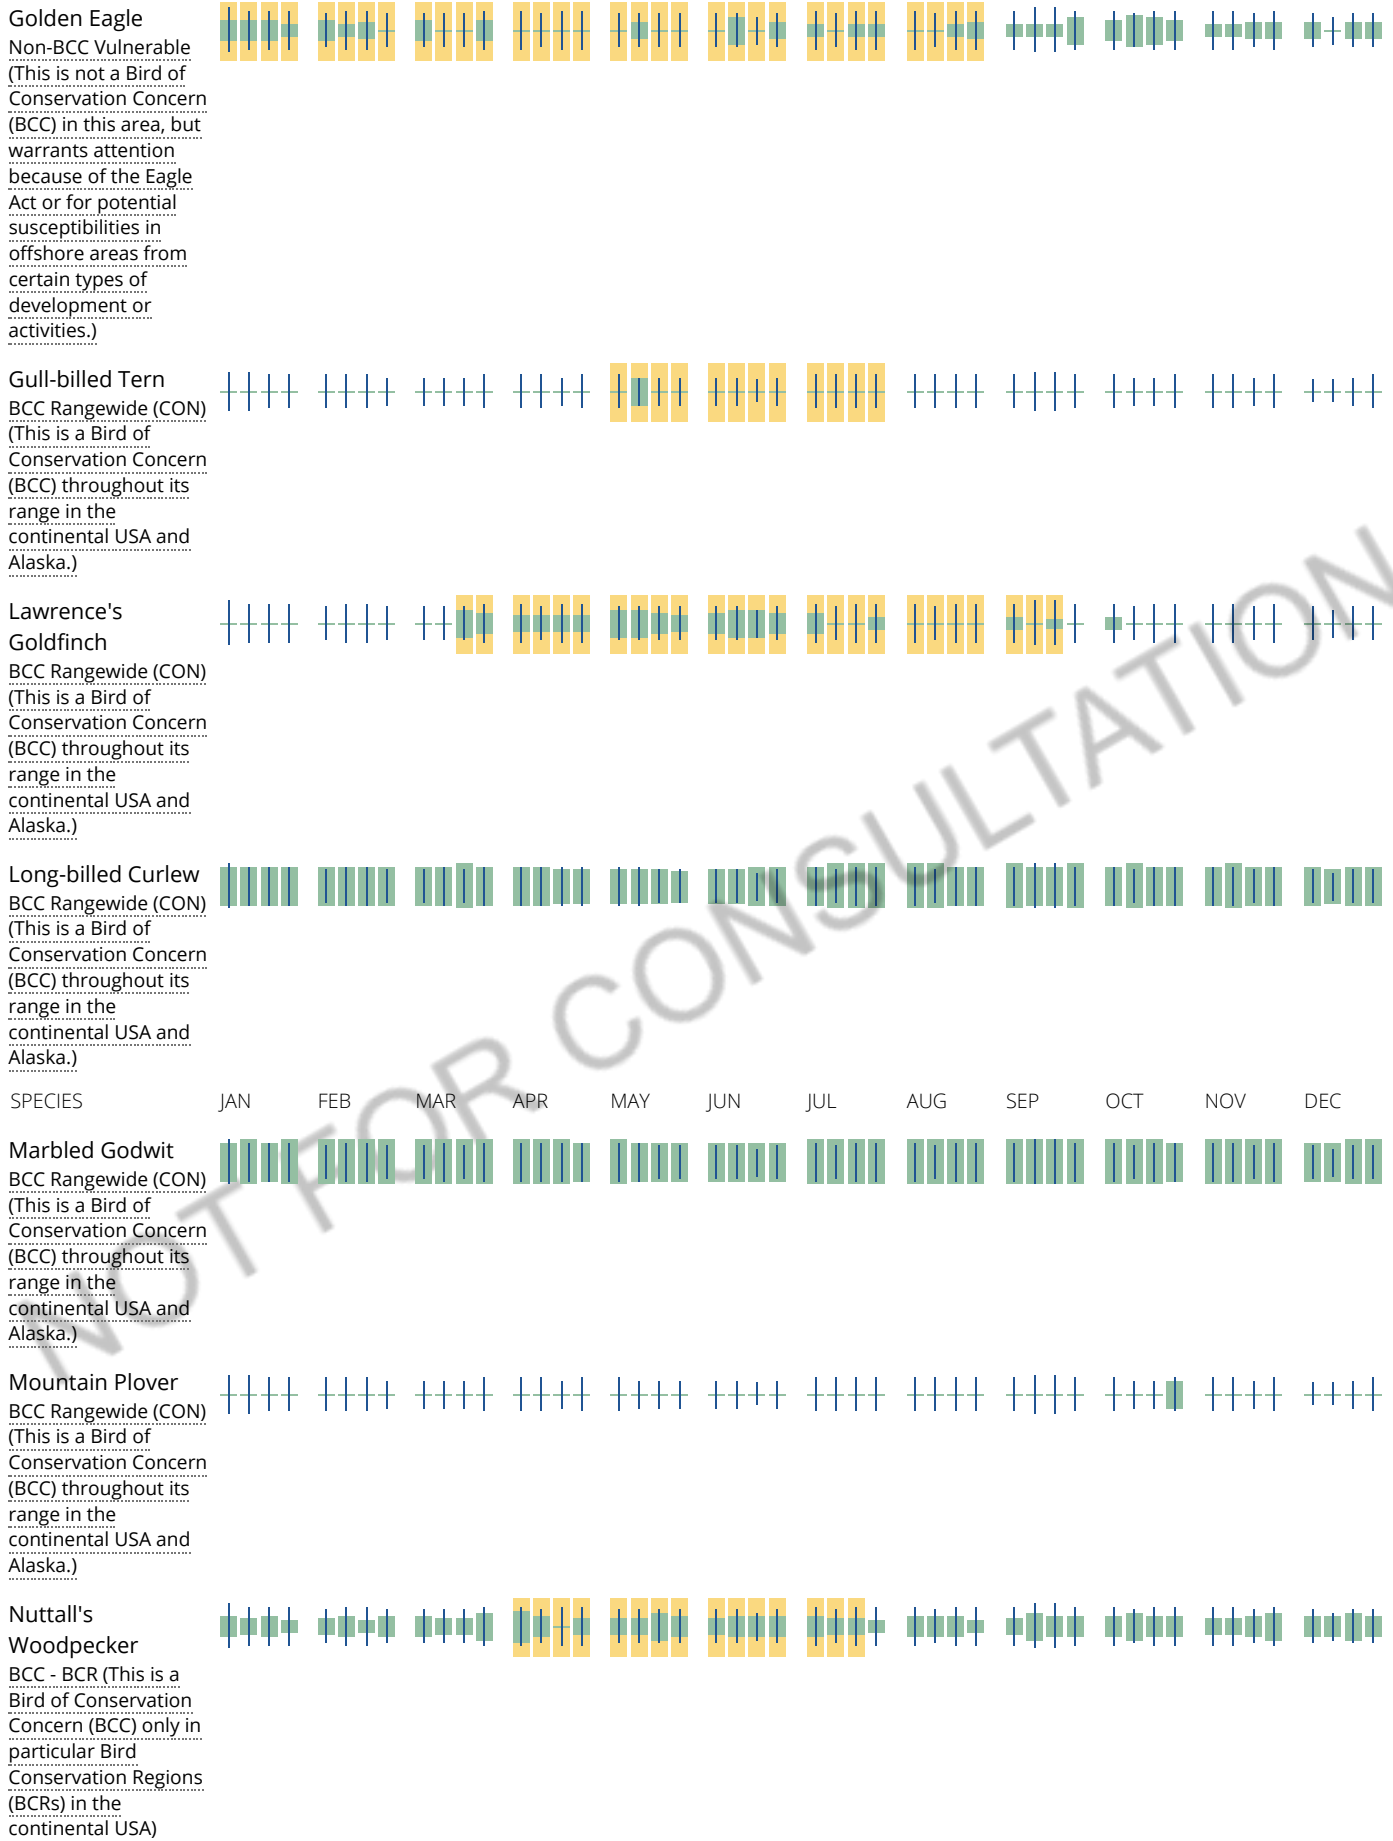 Golden Eagle
Non-BCC Vulnerable
(This is not a Bird of
Conservation Concern
(BCC) in this area, but
warrants attention
because of the Eagle
Act or for potential
susceptibilities in
offshore areas from
certain types of
development or
activities.)
Gull-billed Tern
BCC Rangewide (CON)
(This is a Bird of
Conservation Concern
(BCC) throughout its
range in the
continental USA and
Alaska.)
Lawrence's
Goldfinch
BCC Rangewide (CON)
(This is a Bird of
Conservation Concern
(BCC) throughout its
range in the
continental USA and
Alaska.)
Long-billed Curlew
BCC Rangewide (CON)
(This is a Bird of
Conservation Concern
(BCC) throughout its
range in the
continental USA and
Alaska.)
SPECIES JAN FEB MAR APR MAY JUN JUL AUG SEP OCT NOV DEC
Marbled Godwit
BCC Rangewide (CON)
(This is a Bird of
Conservation Concern
(BCC) throughout its
range in the
continental USA and
Alaska.)
Mountain Plover
BCC Rangewide (CON)
(This is a Bird of
Conservation Concern
(BCC) throughout its
range in the
continental USA and
Alaska.)
Nuttall's
Woodpecker
BCC - BCR (This is a
Bird of Conservation
Concern (BCC) only in
particular Bird
Conservation Regions
(BCRs) in the
continental USA)
NOT FOR CONSULTATION